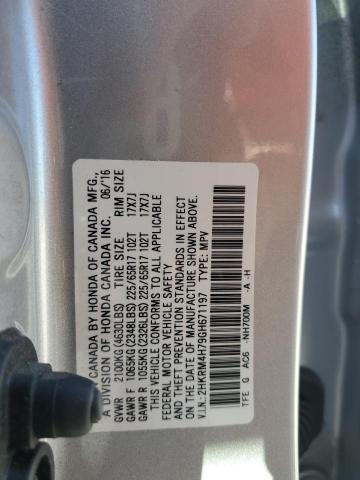 MFD. IN CANADA BY HONDA OF CANADA MFG.,
A DIVISION OF HONDA CANADA INC. 06/'16
GVWR 2100KG(4630LBS) TIRE SIZE RIM SIZE
GAWR F 1065KG(2348LBS) 225/65R17 102T 17X7J
GAWR R 1055KG(2326LBS) 225/65R17 102T 17X7J
THIS VEHICLE CONFORMS TO ALL APPLICABLE
FEDERAL MOTOR VEHICLE SAFETY
AND THEFT PREVENTION STANDARDS IN EFFECT
ON THE DATE OF MANUFACTURE SHOWN ABOVE.
V.I.N.: 2HKRM4H79GH671197 TYPE: MPV
TFE G AC6 -NH700M -A -H